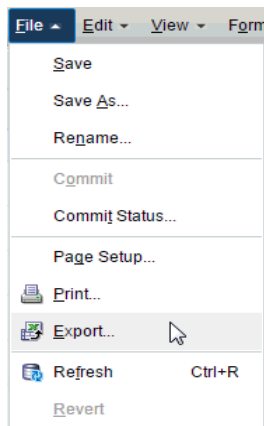 File Edit View Form
Save
Save As...
Rename...
Commit
Commit Status...
Page Setup...
Print...
Export...
Refresh Ctrl+R
Revert